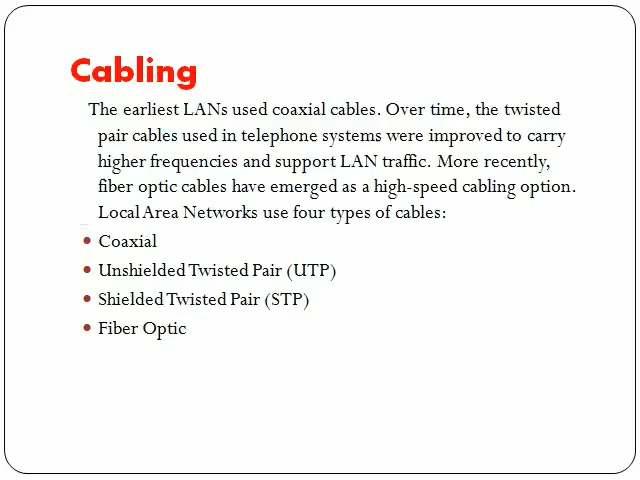 Cabling
The earliest LANs used coaxial cables. Over time, the twisted
pair cables used in telephone systems were improved to carry
higher frequencies and support LAN traffic. More recently,
fiber optic cables have emerged as a high-speed cabling option.
Local Area Networks use four types of cables:
• Coaxial
• Unshielded Twisted Pair (UTP)
• Shielded Twisted Pair (STP)
• Fiber Optic